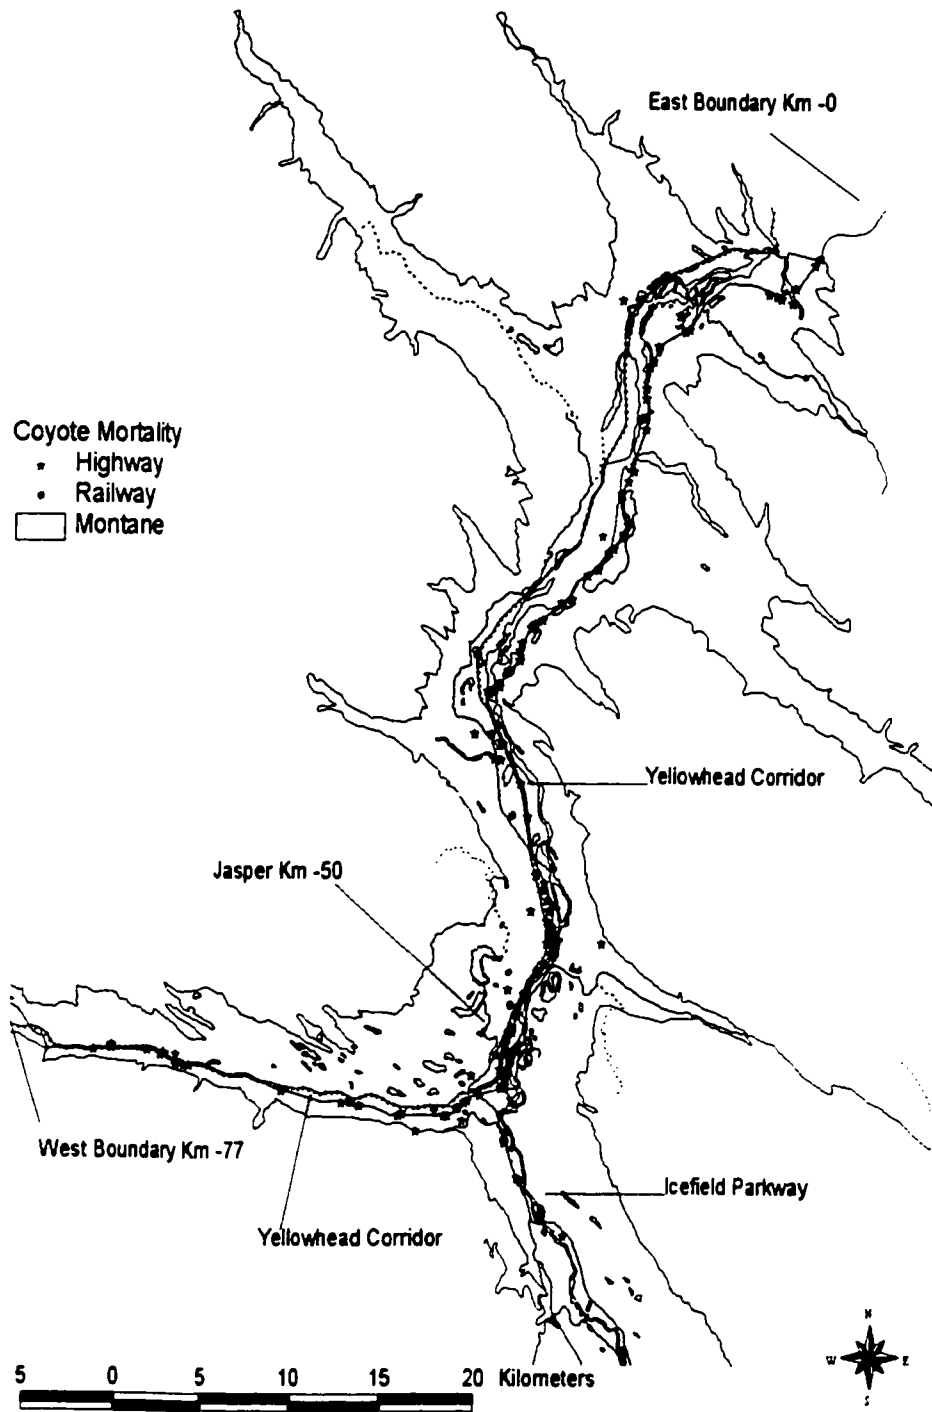 East Boundary Km -0
Coyote Mortality
Highway
Railway
Montane
Yellowhead Corridor
Jasper Km -50
West Boundary Km -77
Icefield Parkway
Yellowhead Corridor
5 0 5 10 15 20 Kilometers
N
W E
S